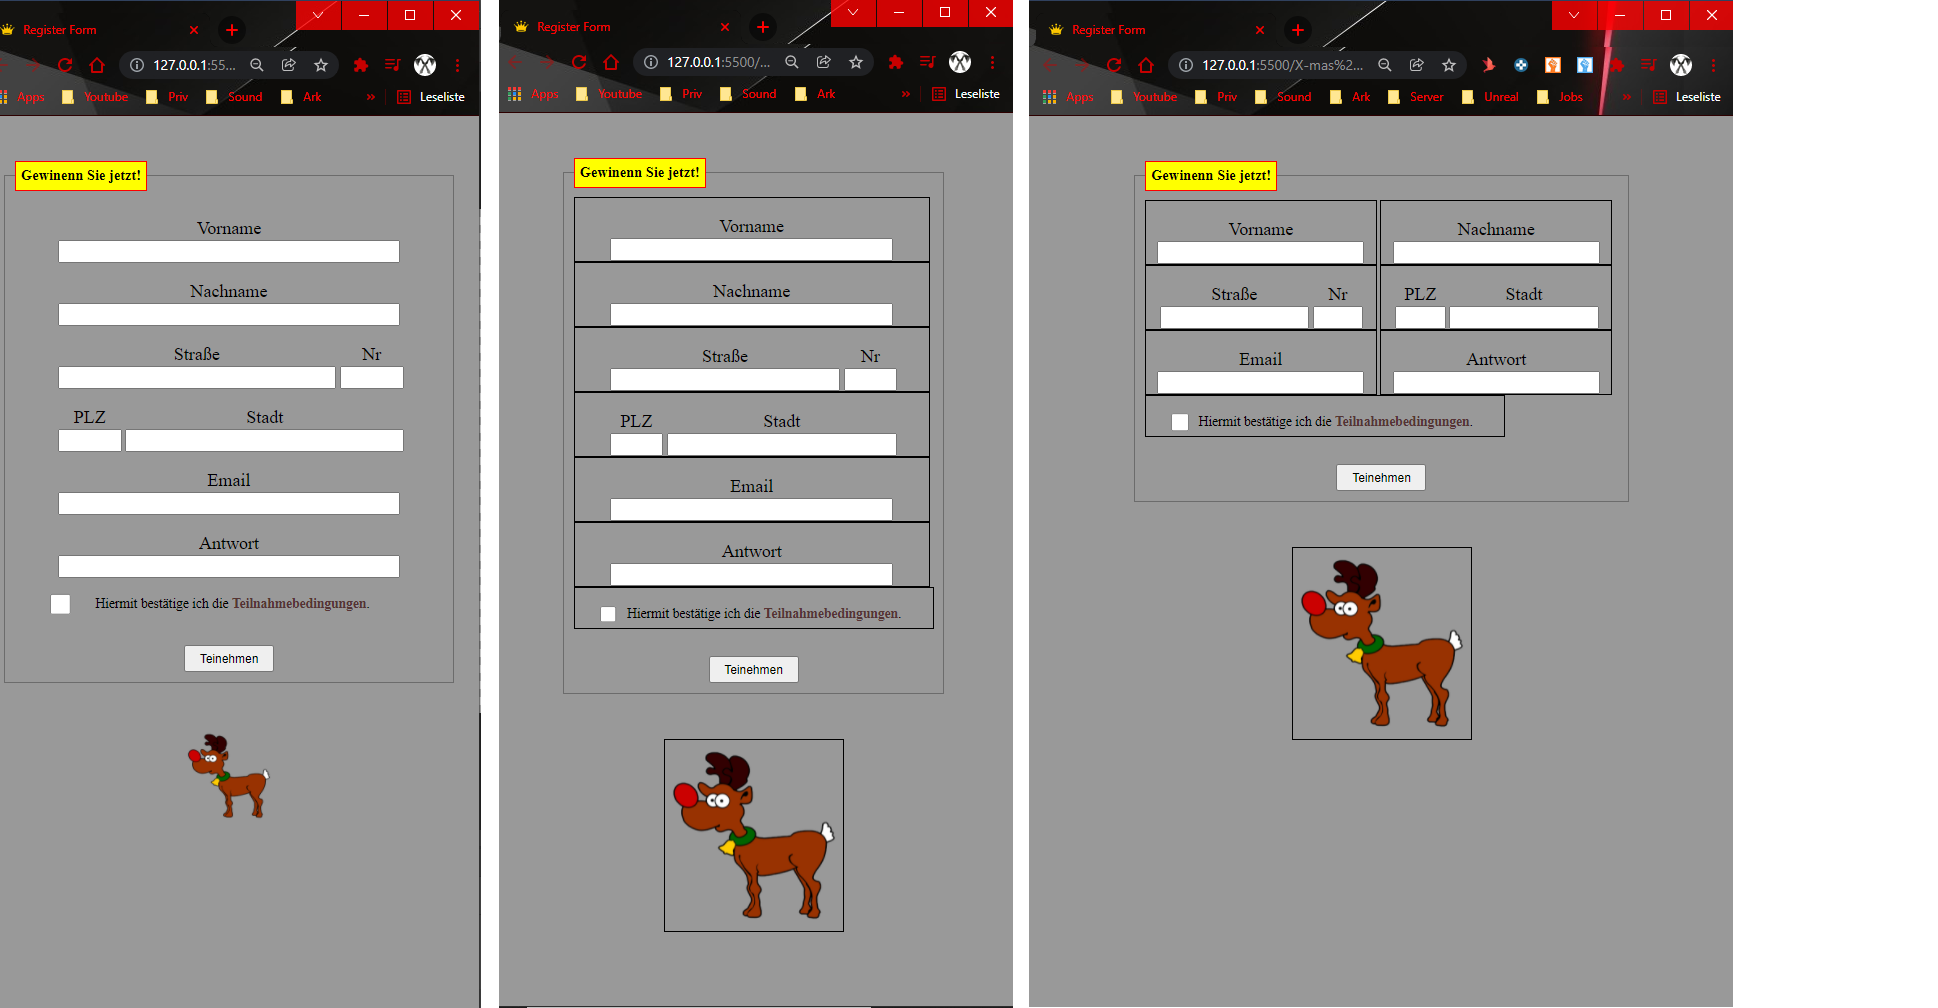 Register Form
127.0.0.1:55...
Apps Youtube Priv Sound Ark » Leseliste
Gewinenn Sie jetzt!
Vorname
Nachname
Straße Nr
PLZ Stadt
Email
Antwort
Hiermit bestätige ich die Teilnahmebedingungen.
Teinehmen
Register Form
127.0.0.1:5500/...
Apps Youtube Priv Sound Ark » Leseliste
Gewinenn Sie jetzt!
Vorname
Nachname
Straße Nr
PLZ Stadt
Email
Antwort
Hiermit bestätige ich die Teilnahmebedingungen.
Teinehmen
Register Form
127.0.0.1:5500/X-mas%2...
Apps Youtube Priv Sound Ark Server Unreal Jobs » Leseliste
Gewinenn Sie jetzt!
Vorname Nachname
Straße Nr PLZ Stadt
Email Antwort
Hiermit bestätige ich die Teilnahmebedingungen.
Teinehmen